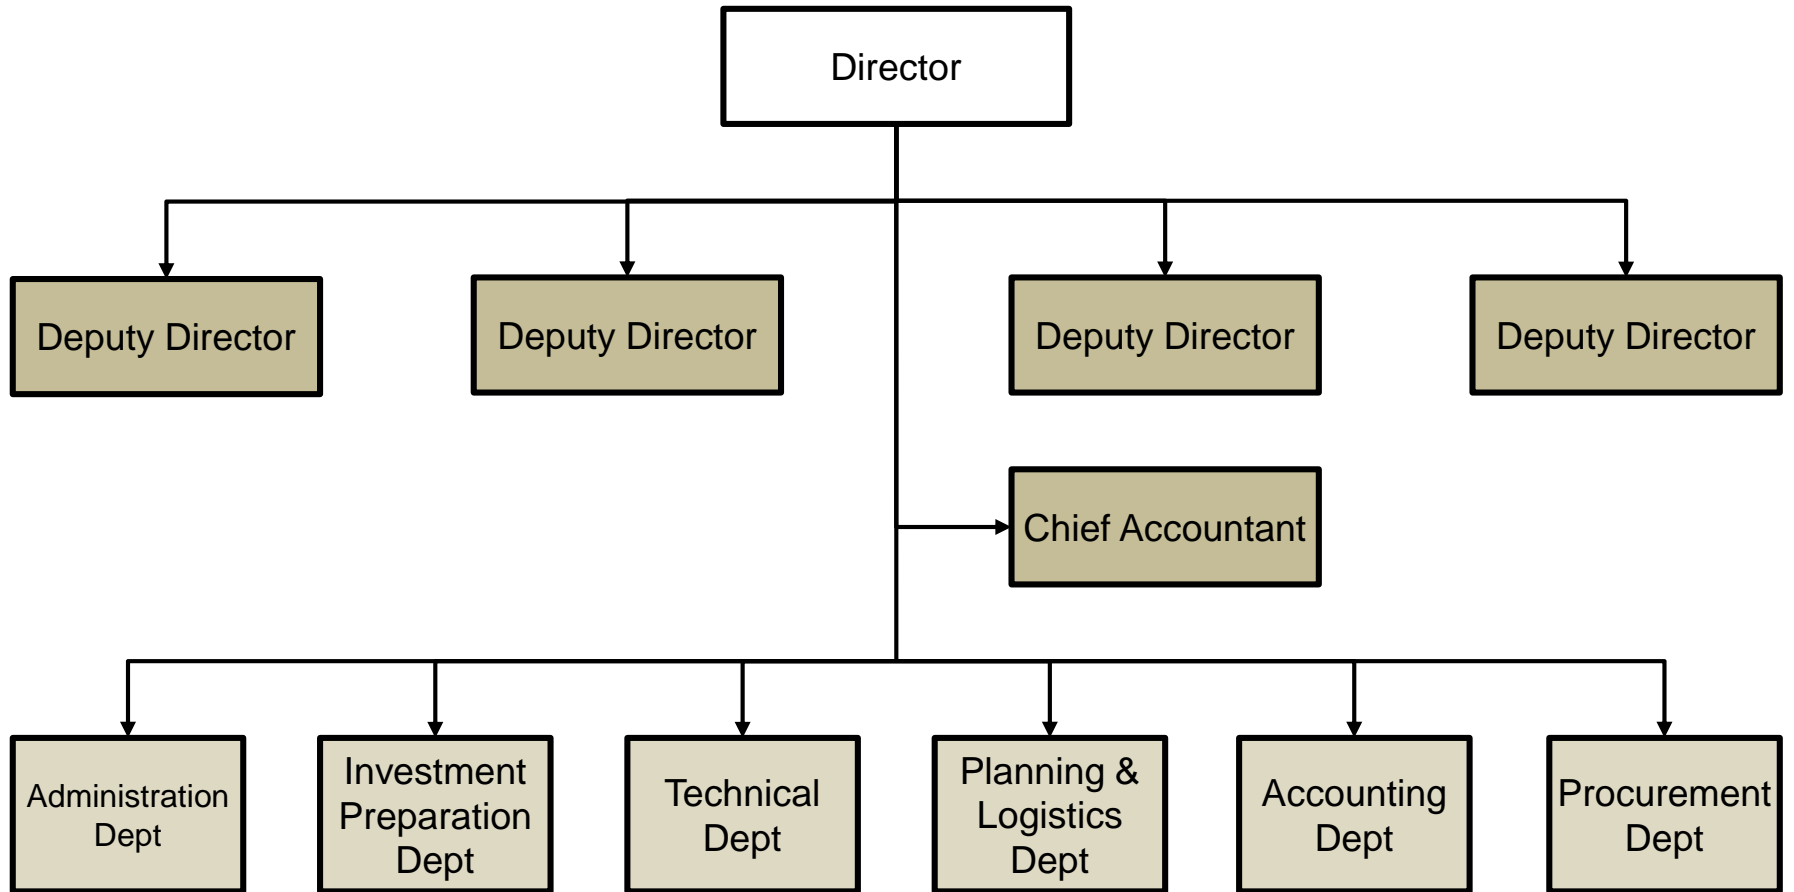 Director
Deputy Director
Deputy Director
Deputy Director
Deputy Director
Chief Accountant
Administration
Dept
Investment
Preparation
Dept
Technical
Dept
Planning &
Logistics
Dept
Accounting
Dept
Procurement
Dept